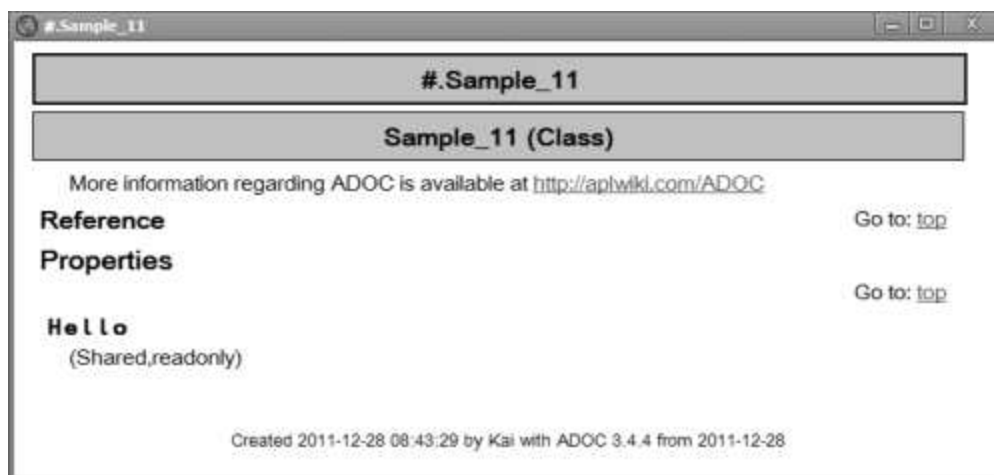 #.Sample_11
#.Sample_11
Sample_11 (Class)
More information regarding ADOC is available at http://aplwiki.com/ADOC
Reference
Go to: top
Properties
Go to: top
Hello
(Shared,readonly)
Created 2011-12-28 08:43:29 by Kai with ADOC 3.4.4 from 2011-12-28